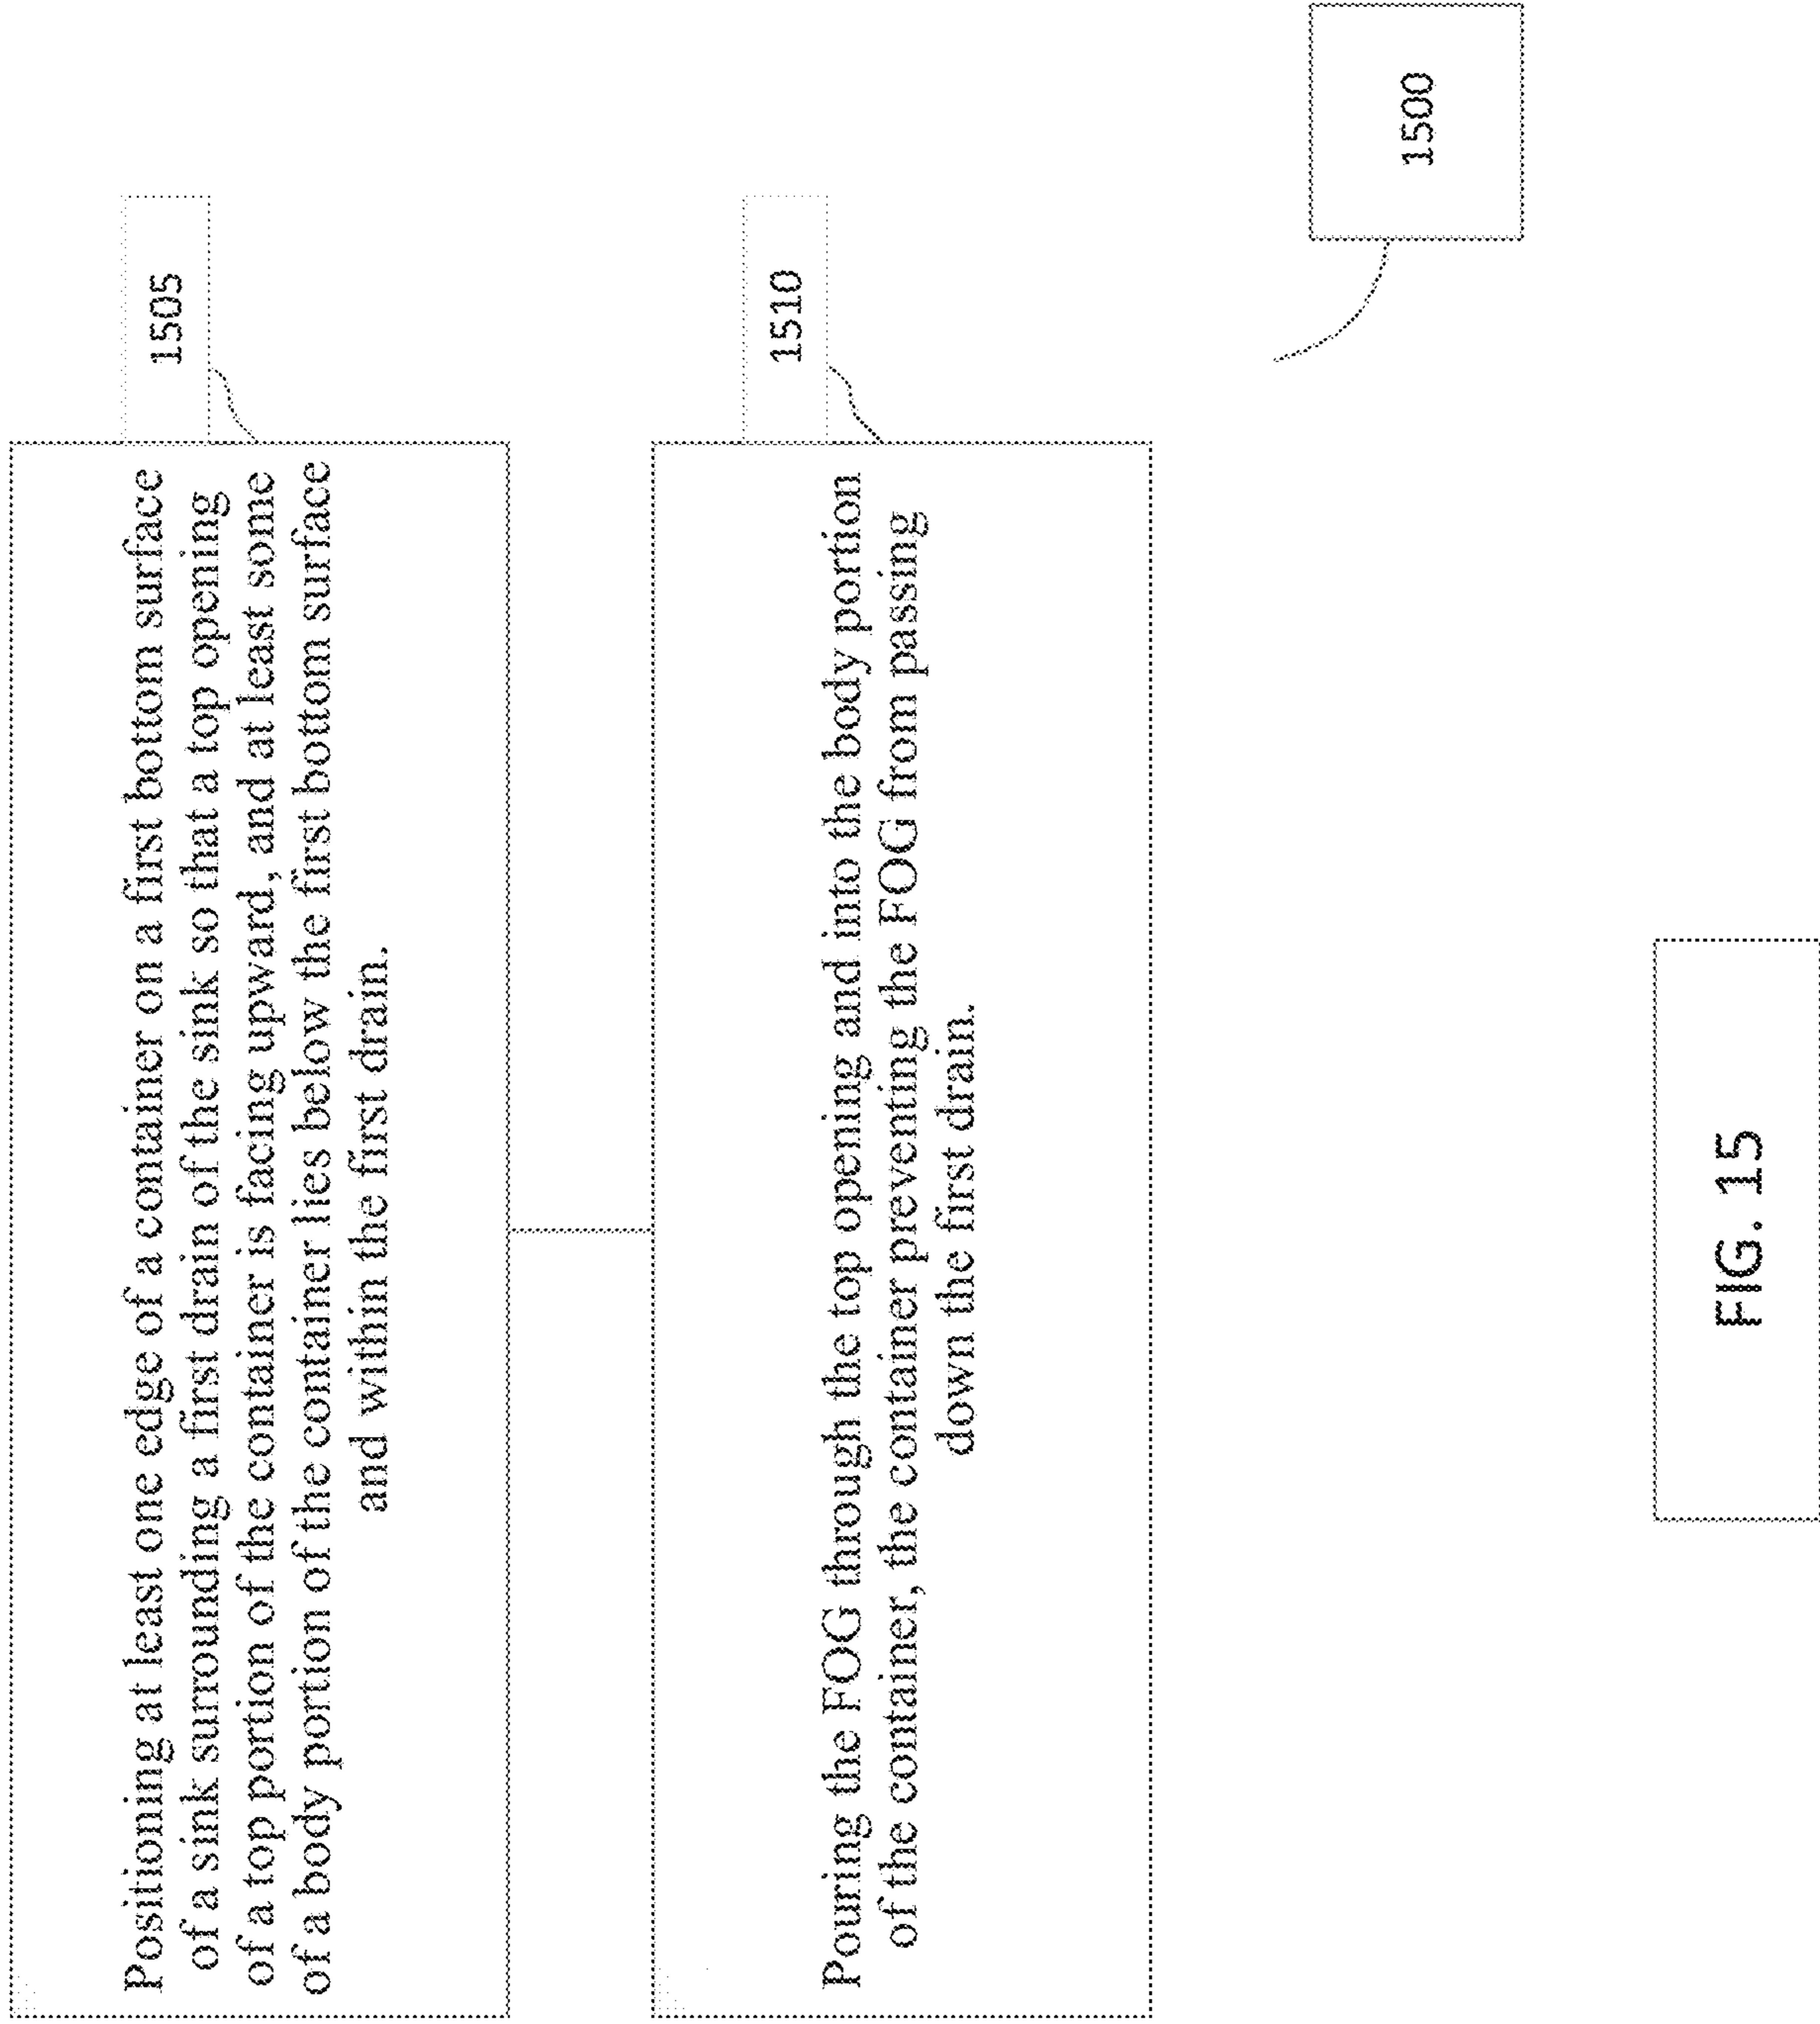 Positioning at least one edge of a container on a first bottom surface
of a sink surrounding a first drain of the sink so that a top opening
of a top portion of the container is facing upward, and at least some
of a body portion of the container lies below the first bottom surface
and within the first drain.
1505
Pouring the FOG through the top opening and into the body portion
of the container, the container preventing the FOG from passing
down the first drain.
1510
1500
FIG. 15